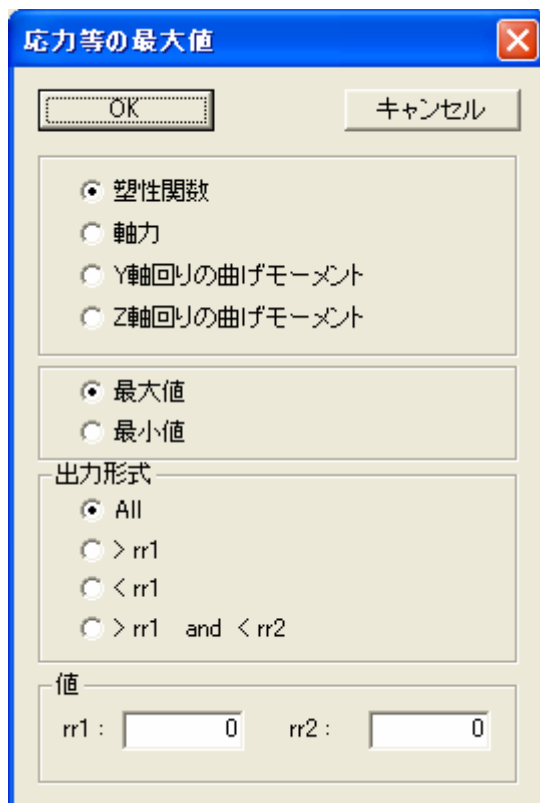 応力等の最大値
OK キャンセル
塑性関数
軸力
Y軸回りの曲げモーメント
Z軸回りの曲げモーメント
最大値
最小値
出力形式
All
> rr1
< rr1
> rr1 and < rr2
値
rr1 : 0 rr2 : 0